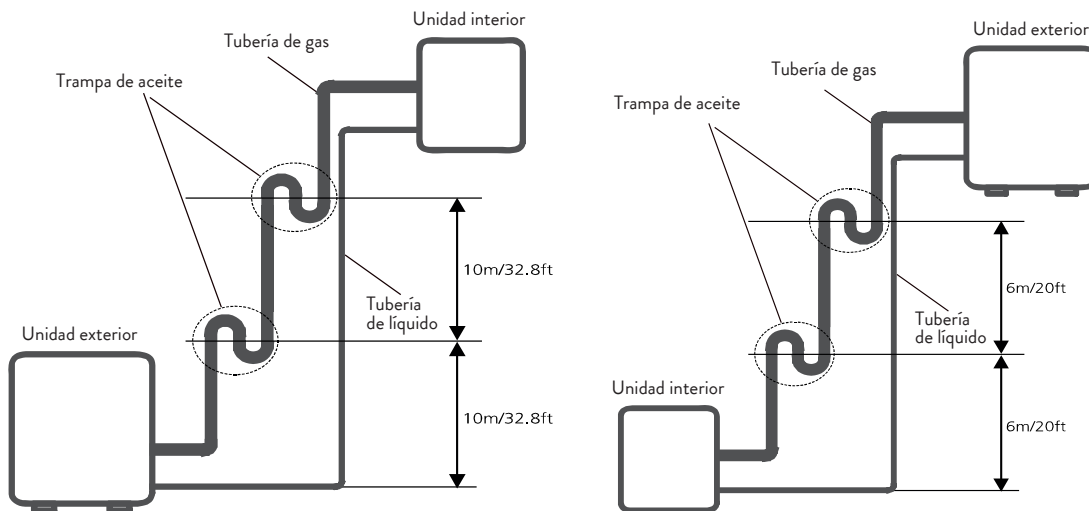 Unidad interior
Tubería de gas
Trampa de aceite
10m/32.8ft
Tubería
de líquido
Unidad exterior
10m/32.8ft
Unidad exterior
Tubería de gas
Trampa de aceite
6m/20ft
Tubería
de líquido
Unidad interior
6m/20ft